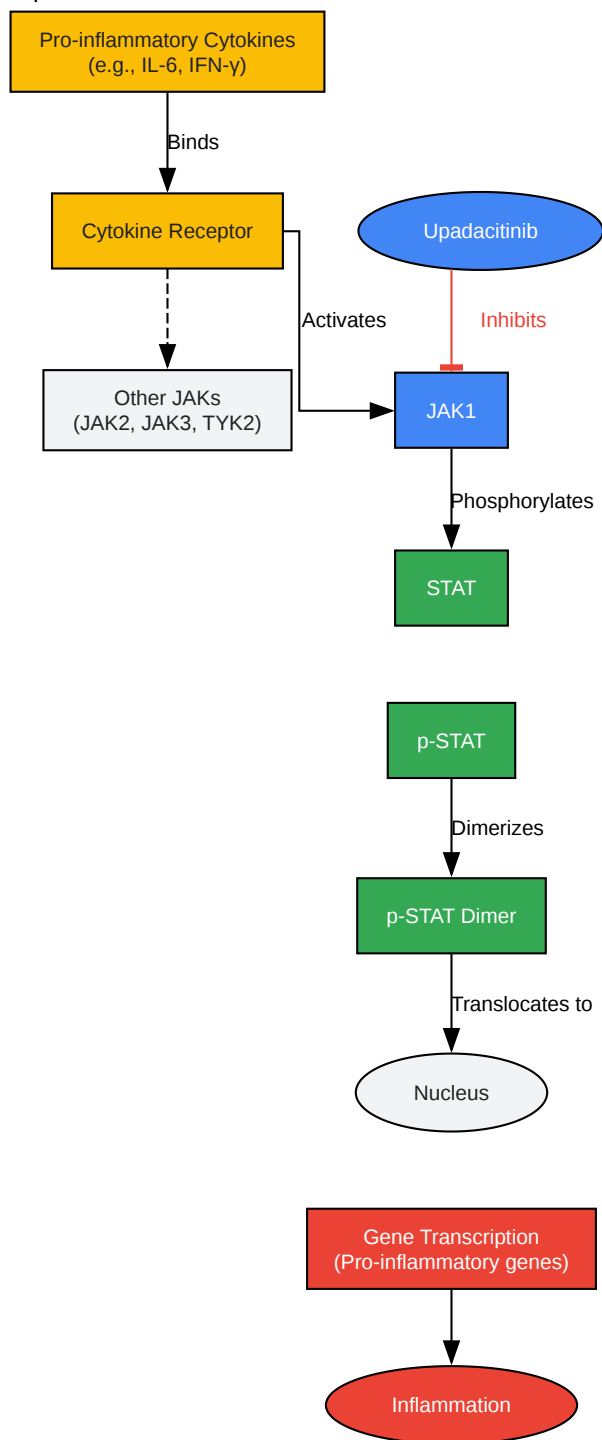 Pro-inflammatory Cytokines
(e.g., IL-6, IFN-γ)
Binds
Cytokine Receptor
Upadacitinib
Activates
Inhibits
Other JAKs
(JAK2, JAK3, TYK2)
JAK1
Phosphorylates
STAT
p-STAT
Dimerizes
p-STAT Dimer
Translocates to
Nucleus
Gene Transcription
(Pro-inflammatory genes)
Inflammation